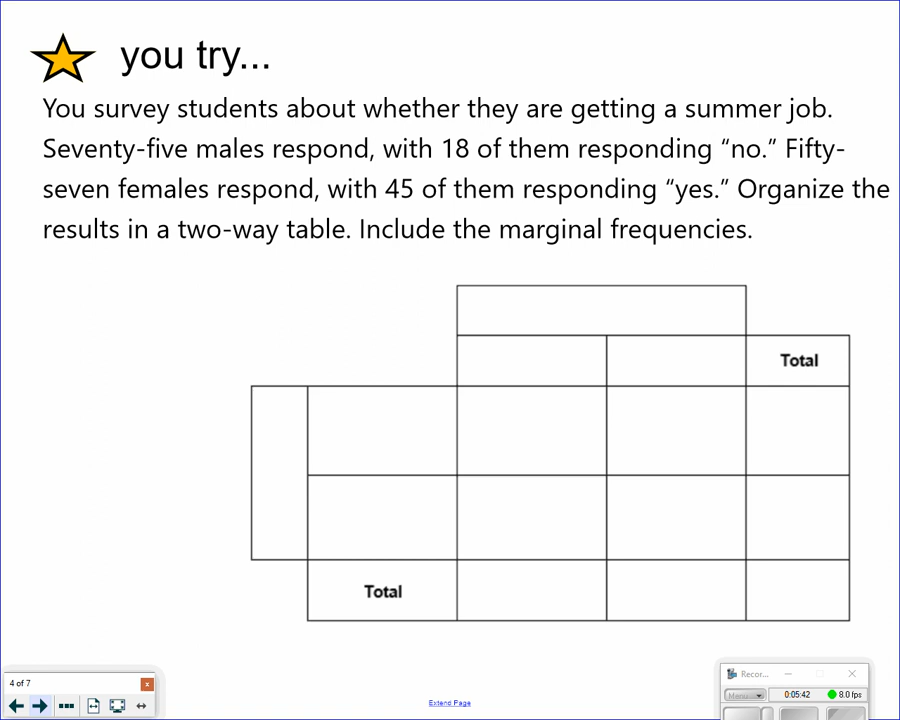 you try...
You survey students about whether they are getting a summer job.
Seventy-five males respond, with 18 of them responding “no.” Fifty-
seven females respond, with 45 of them responding “yes.” Organize the
results in a two-way table. Include the marginal frequencies.
Total
Total
4 of 7
x
Extend Page
Recor...
Menu
0:05:42
8.0 fps